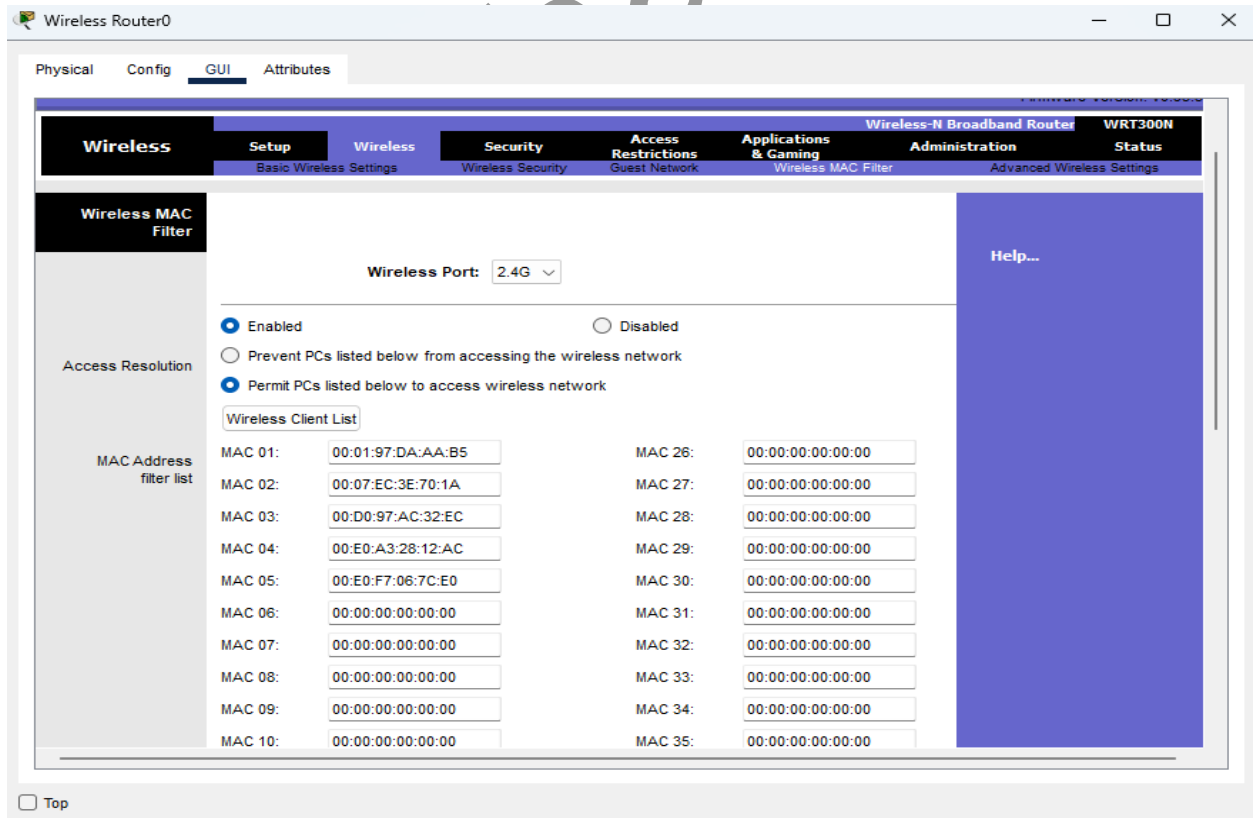 Wireless Router0
Physical Config GUI Attributes
Wireless-N Broadband Router WRT300N
Wireless Setup Wireless Security Access Restrictions Applications & Gaming Administration Status
Basic Wireless Settings Wireless Security Guest Network Wireless MAC Filter Advanced Wireless Settings
Wireless MAC
Filter
Help...
Wireless Port: 2.4G
Enabled Disabled
Access Resolution
Prevent PCs listed below from accessing the wireless network
Permit PCs listed below to access wireless network
Wireless Client List
MAC Address
filter list
MAC 01: 00:01:97:DA:AA:B5 MAC 26: 00:00:00:00:00:00
MAC 02: 00:07:EC:3E:70:1A MAC 27: 00:00:00:00:00:00
MAC 03: 00:D0:97:AC:32:EC MAC 28: 00:00:00:00:00:00
MAC 04: 00:E0:A3:28:12:AC MAC 29: 00:00:00:00:00:00
MAC 05: 00:E0:F7:06:7C:E0 MAC 30: 00:00:00:00:00:00
MAC 06: 00:00:00:00:00:00 MAC 31: 00:00:00:00:00:00
MAC 07: 00:00:00:00:00:00 MAC 32: 00:00:00:00:00:00
MAC 08: 00:00:00:00:00:00 MAC 33: 00:00:00:00:00:00
MAC 09: 00:00:00:00:00:00 MAC 34: 00:00:00:00:00:00
MAC 10: 00:00:00:00:00:00 MAC 35: 00:00:00:00:00:00
Top